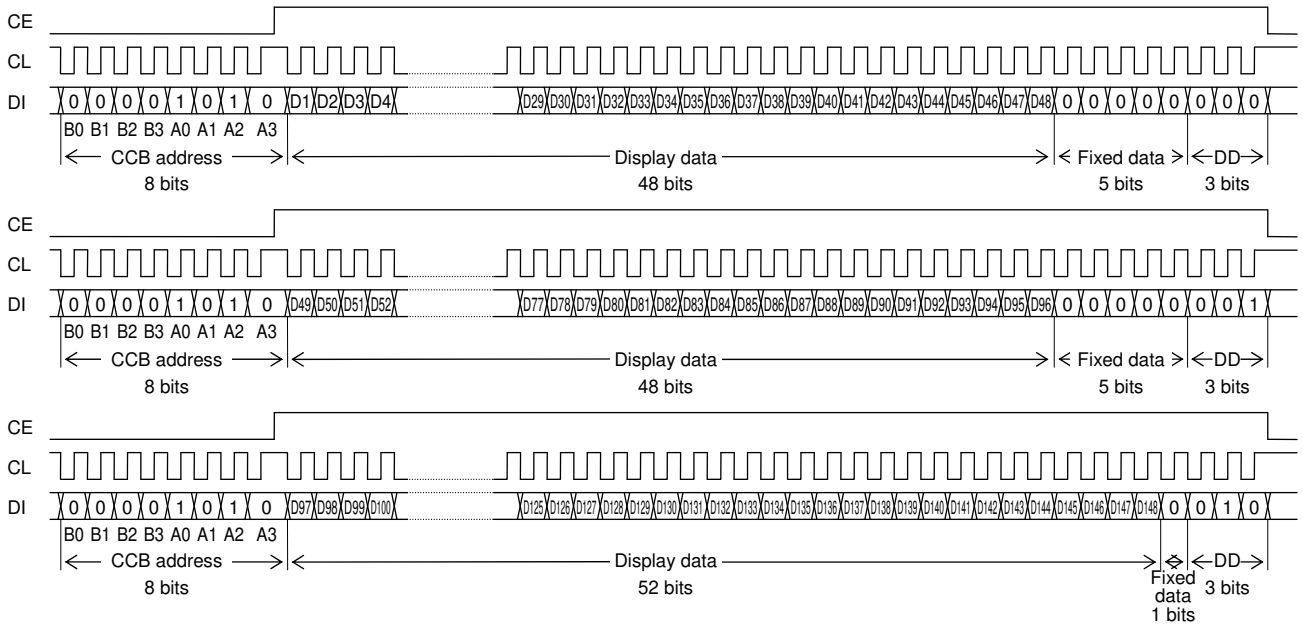 CE
CL
DI 0 0 0 0 1 0 1 0 D1 D2 D3 D4 D29 D30 D31 D32 D33 D34 D35 D36 D37 D38 D39 D40 D41 D42 D43 D44 D45 D46 D47 D48 0 0 0 0 0 0 0 0
B0 B1 B2 B3 A0 A1 A2 A3
CCB address Display data Fixed data DD
8 bits 48 bits 5 bits 3 bits
CE
CL
DI 0 0 0 0 1 0 1 0 D49 D50 D51 D52 D77 D78 D79 D80 D81 D82 D83 D84 D85 D86 D87 D88 D89 D90 D91 D92 D93 D94 D95 D96 0 0 0 0 0 0 0 1
B0 B1 B2 B3 A0 A1 A2 A3
CCB address Display data Fixed data DD
8 bits 48 bits 5 bits 3 bits
CE
CL
DI 0 0 0 0 1 0 1 0 D97 D98 D99 D100 D125 D126 D127 D128 D129 D130 D131 D132 D133 D134 D135 D136 D137 D138 D139 D140 D141 D142 D143 D144 D145 D146 D147 D148 0 0 1 0
B0 B1 B2 B3 A0 A1 A2 A3
CCB address Display data DD
8 bits 52 bits Fixed 3 bits
data
1 bits